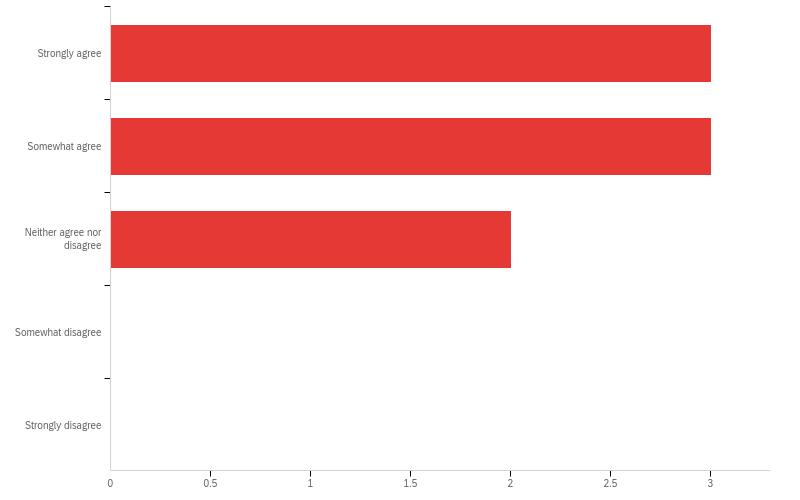 Strongly agree
Somewhat agree
Neither agree nor
disagree
Somewhat disagree
Strongly disagree
0 0.5 1 1.5 2 2.5 3